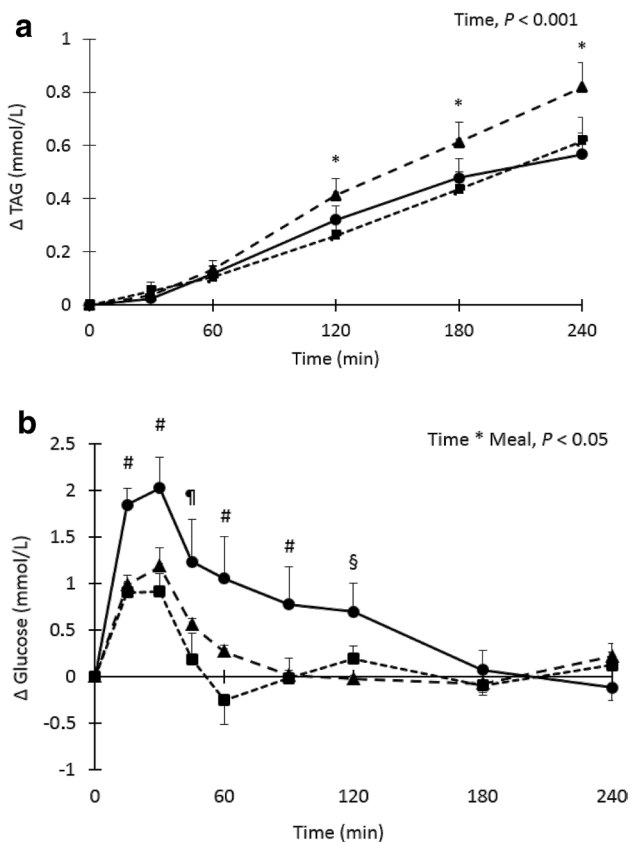 a
Time, P < 0.001
Δ TAG (mmol/L)
1
0.8
0.6
0.4
0.2
0
*
*
*
0 60 120 180 240
Time (min)
b
Time * Meal, P < 0.05
Δ Glucose (mmol/L)
2.5
2
1.5
1
0.5
0
-0.5
-1
#
#
¶
#
#
§
0 60 120 180 240
Time (min)